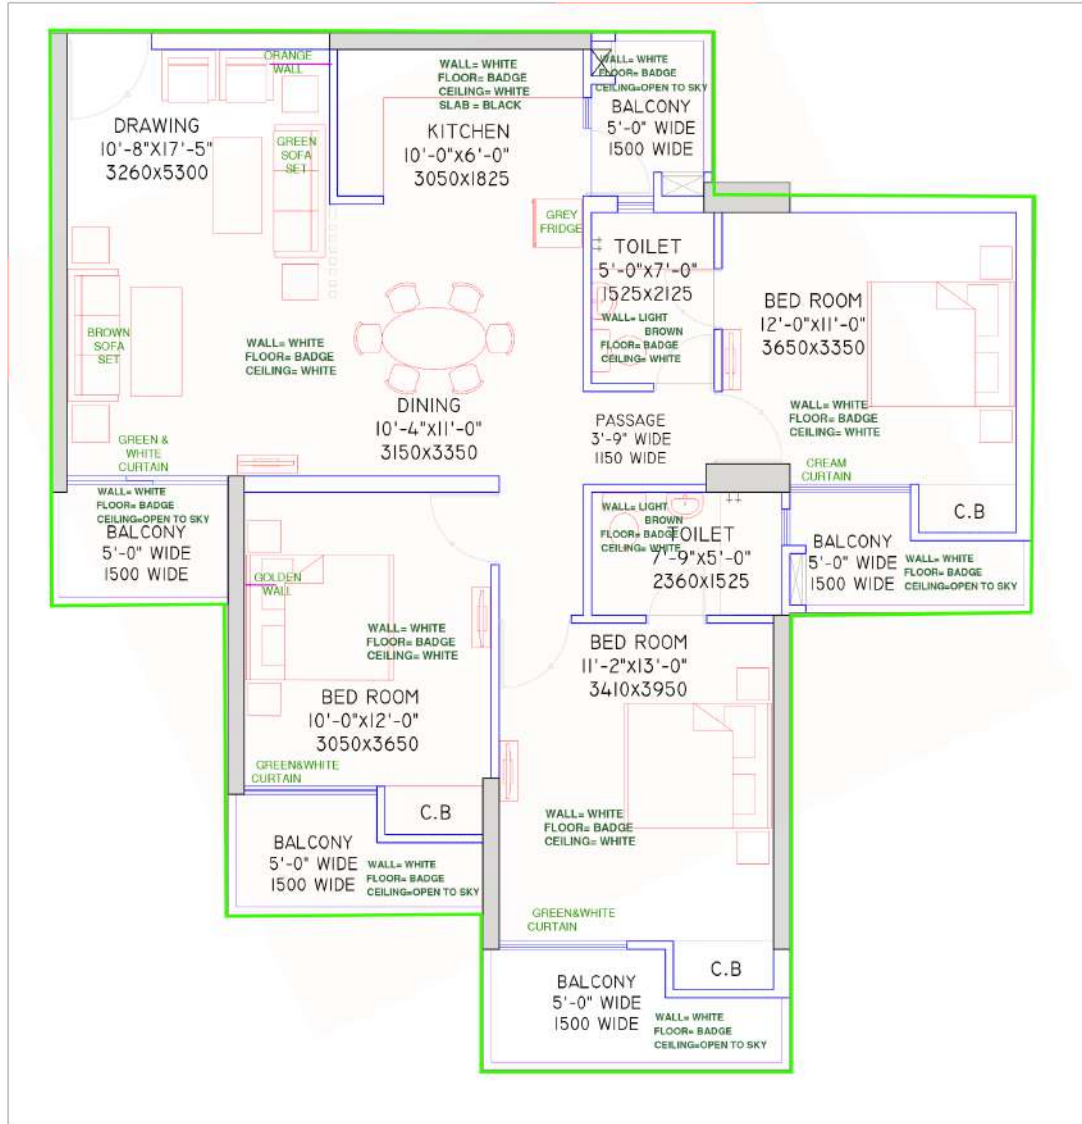 ORANGE
WALL
DRAWING
10'-8"X17'-5"
3260x5300
GREEN
SOFA
SET
WALL= WHITE
FLOOR= BADGE
CEILING= WHITE
SLAB = BLACK
KITCHEN
10'-0"x6'-0"
3050x1825
WALL= WHITE
FLOOR= BADGE
CEILING=OPEN TO SKY
BALCONY
5'-0" WIDE
1500 WIDE
GREY
FRIDGE
TOILET
5'-0"x7'-0"
1525x2125
WALL= LIGHT
BROWN
FLOOR= BADGE
CEILING= WHITE
BED ROOM
12'-0"x11'-0"
3650x3350
WALL= WHITE
FLOOR= BADGE
CEILING= WHITE
BROWN
SOFA
SET
WALL= WHITE
FLOOR= BADGE
CEILING= WHITE
DINING
10'-4"x11'-0"
3150x3350
PASSAGE
3'-9" WIDE
1150 WIDE
GREEN &
WHITE
CURTAIN
CREAM
CURTAIN
WALL= WHITE
FLOOR= BADGE
CEILING=OPEN TO SKY
BALCONY
5'-0" WIDE
1500 WIDE
WALL= LIGHT
BROWN
FLOOR= BADGE
CEILING= WHITE
TOILET
7'-9"x5'-0"
2360x1525
C.B
BALCONY
5'-0" WIDE
1500 WIDE
WALL= WHITE
FLOOR= BADGE
CEILING=OPEN TO SKY
GOLDEN
WALL
WALL= WHITE
FLOOR= BADGE
CEILING= WHITE
BED ROOM
10'-0"x12'-0"
3050x3650
BED ROOM
11'-2"x13'-0"
3410x3950
GREEN&WHITE
CURTAIN
C.B
BALCONY
5'-0" WIDE
1500 WIDE
WALL= WHITE
FLOOR= BADGE
CEILING=OPEN TO SKY
WALL= WHITE
FLOOR= BADGE
CEILING= WHITE
GREEN&WHITE
CURTAIN
C.B
BALCONY
5'-0" WIDE
1500 WIDE
WALL= WHITE
FLOOR= BADGE
CEILING=OPEN TO SKY